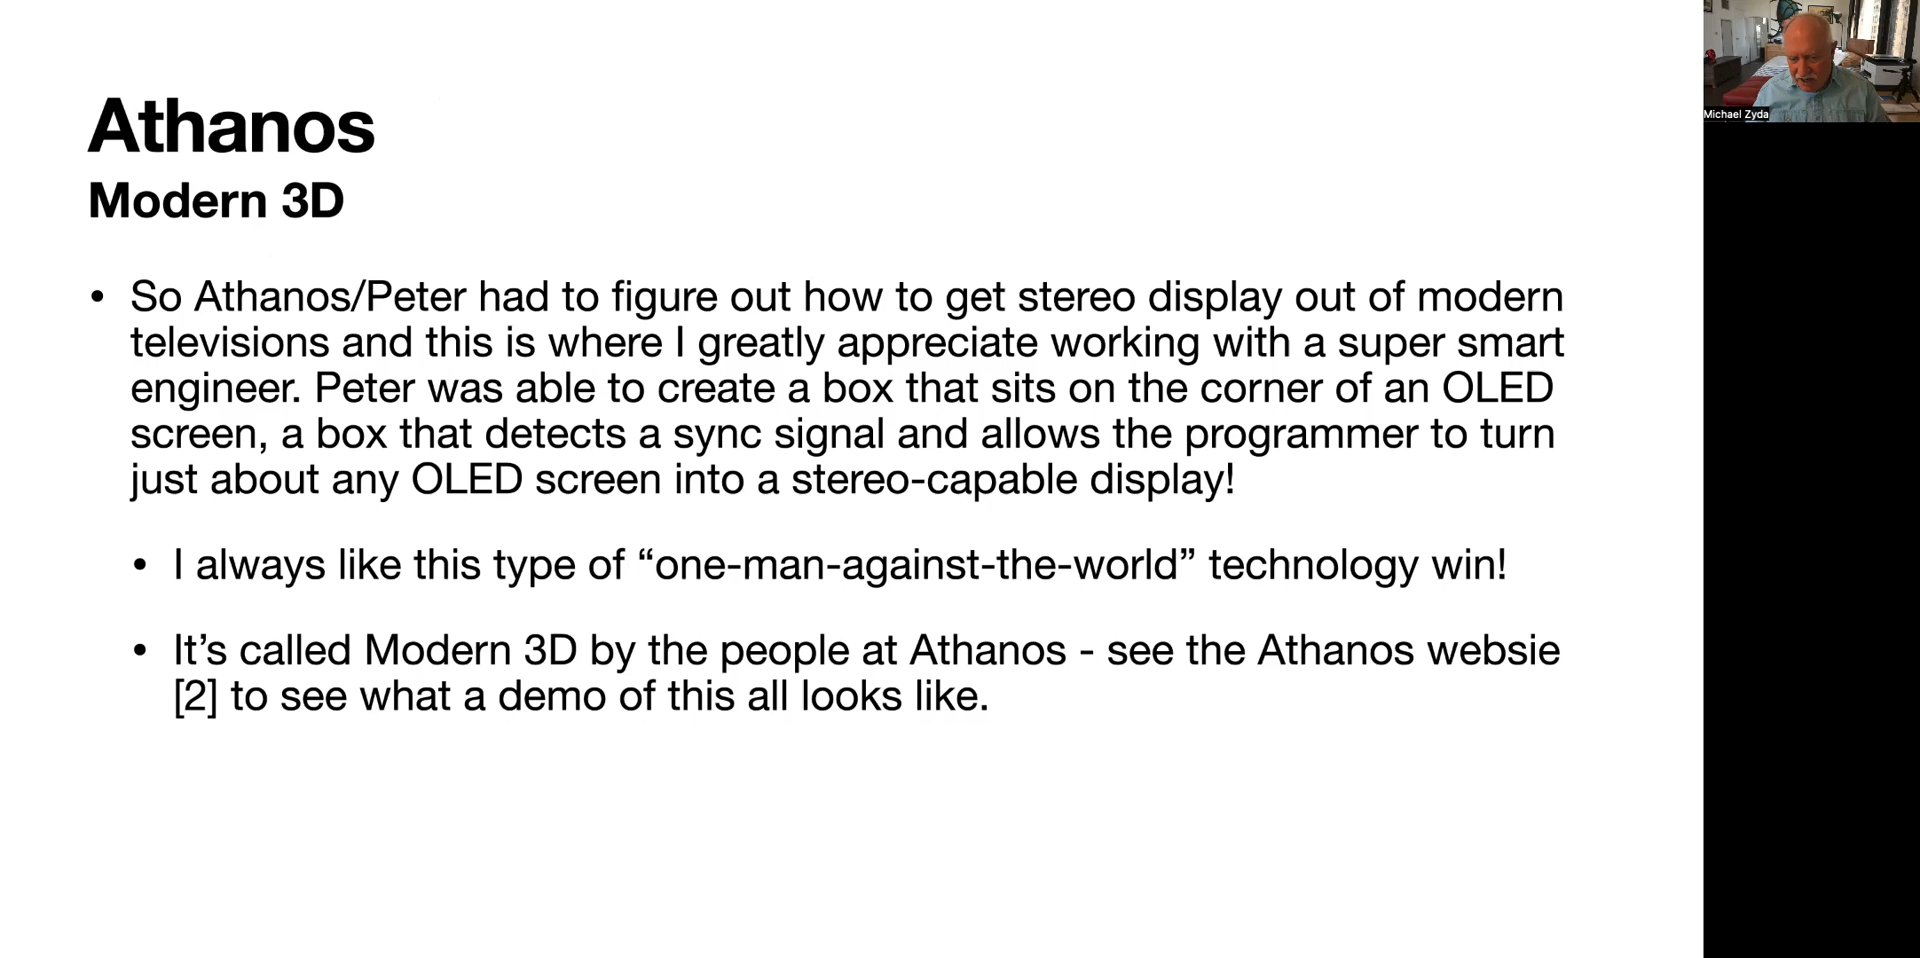 Athanos
Modern 3D
• So Athanos/Peter had to figure out how to get stereo display out of modern
televisions and this is where I greatly appreciate working with a super smart
engineer. Peter was able to create a box that sits on the corner of an OLED
screen, a box that detects a sync signal and allows the programmer to turn
just about any OLED screen into a stereo-capable display!
• I always like this type of “one-man-against-the-world” technology win!
• It’s called Modern 3D by the people at Athanos - see the Athanos websie
[2] to see what a demo of this all looks like.
Michael Zyda